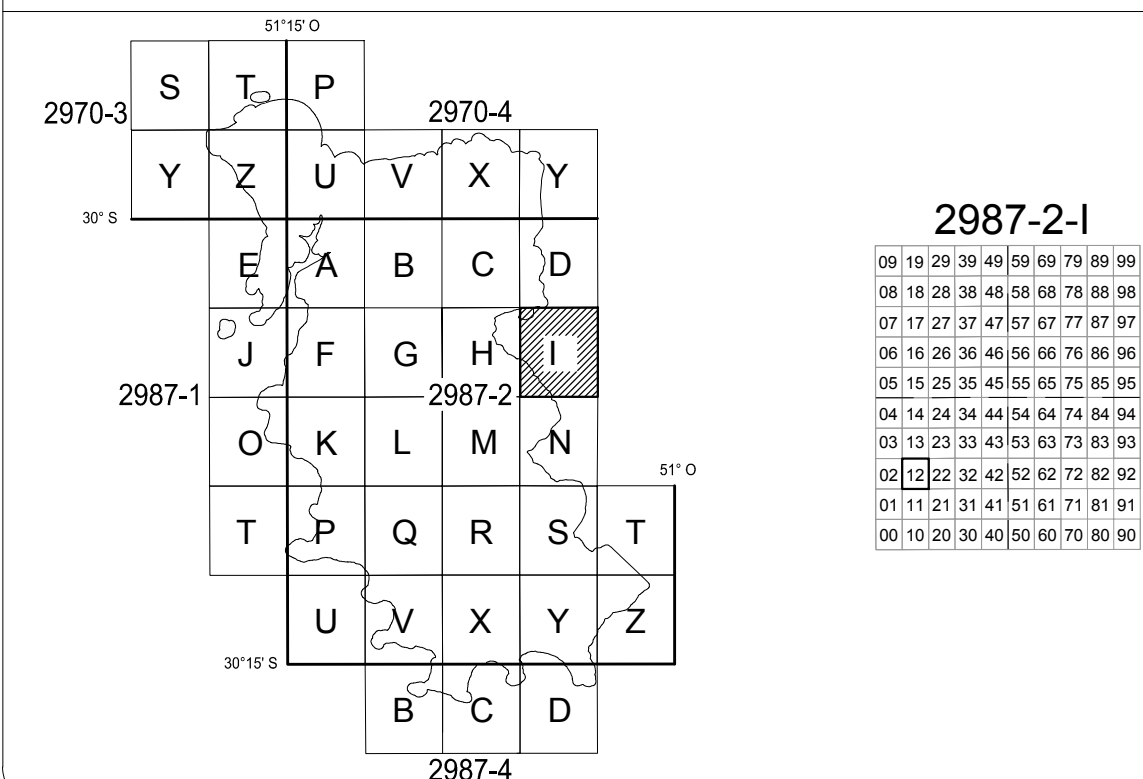 51°15' O
S T P
2970-3 2970-4
Y Z U V X Y
30° S
E A B C D
J F G H I
2987-1 2987-2
O K L M N
51° O
T P Q R S T
U V X Y Z
30°15' S
B C D
2987-4
2987-2-I
09 19 29 39 49 59 69 79 89 99
08 18 28 38 48 58 68 78 88 98
07 17 27 37 47 57 67 77 87 97
06 16 26 36 46 56 66 76 86 96
05 15 25 35 45 55 65 75 85 95
04 14 24 34 44 54 64 74 84 94
03 13 23 33 43 53 63 73 83 93
02 12 22 32 42 52 62 72 82 92
01 11 21 31 41 51 61 71 81 91
00 10 20 30 40 50 60 70 80 90